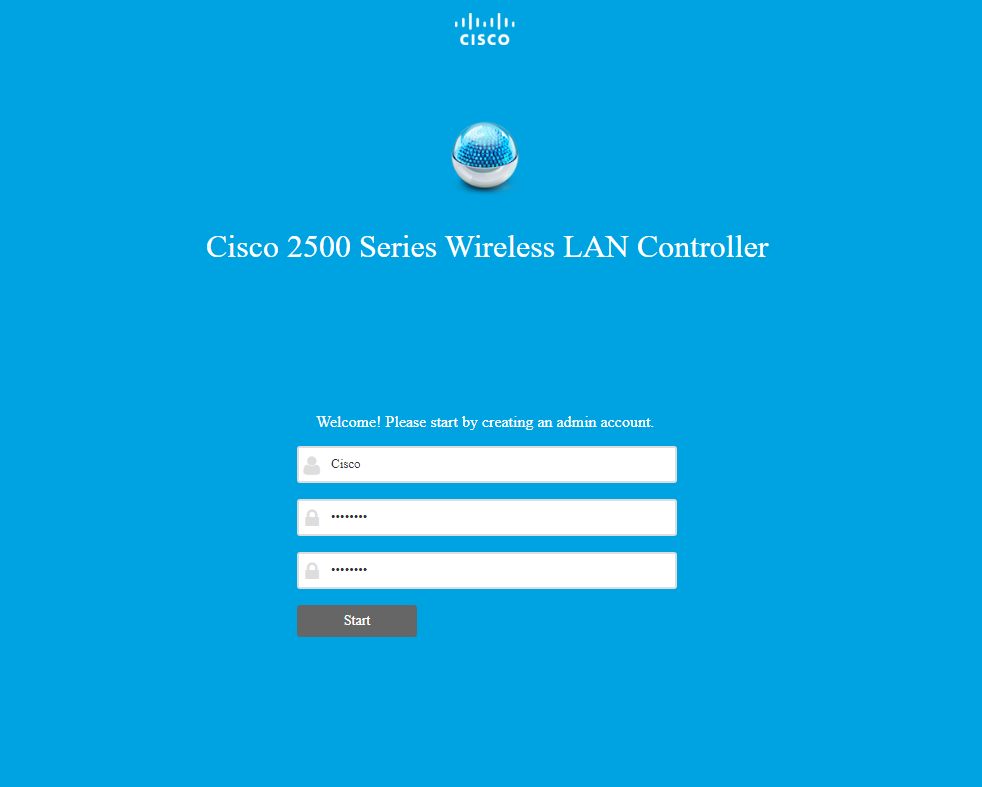 CISCO
Cisco 2500 Series Wireless LAN Controller
Welcome! Please start by creating an admin account.
Cisco
••••••••
••••••••
Start